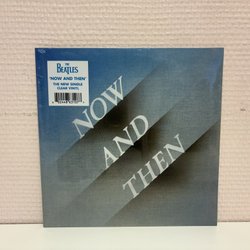 THE
BEATLES
'NOW AND THEN'
THE NEW SINGLE
CLEAR VINYL
NOW
AND
THEN